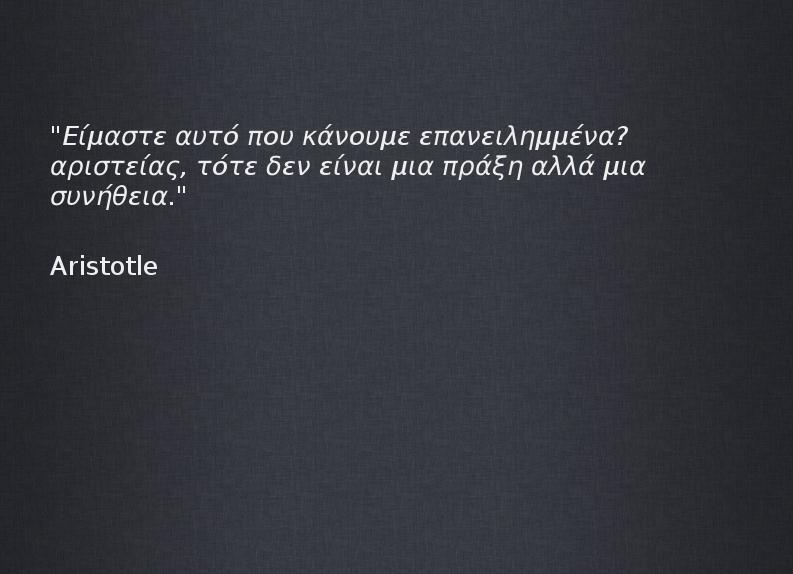 "Είμαστε αυτό που κάνουμε επανειλημμένα?
αριστείας, τότε δεν είναι μια πράξη αλλά μια
συνήθεια."
Aristotle